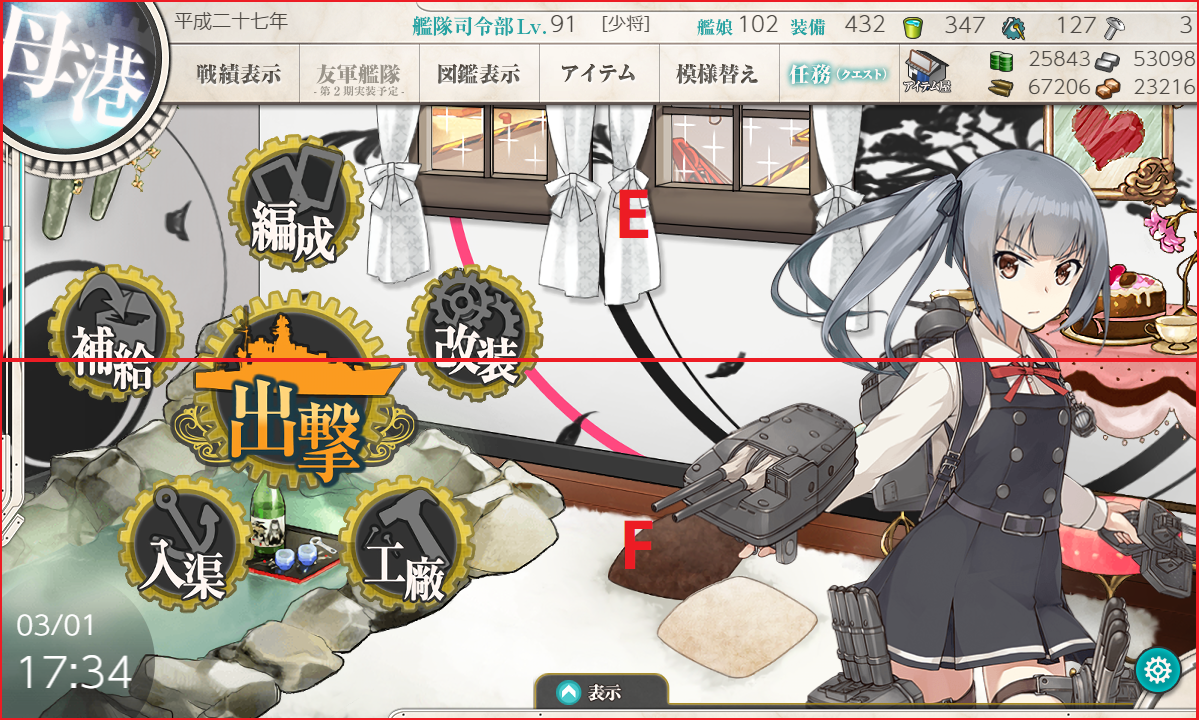 母港
平成二十七年
艦隊司令部Lv.91 [少将] 艦娘 102 装備 432 347 127 3
戦績表示 友軍艦隊 図鑑表示 アイテム 模様替え 任務(クエスト) アイテム屋 25843 53098
-第2期実装予定- 67206 23216
編成
E
補給
改装
出撃
入渠
工廠
F
03/01
17:34
表示